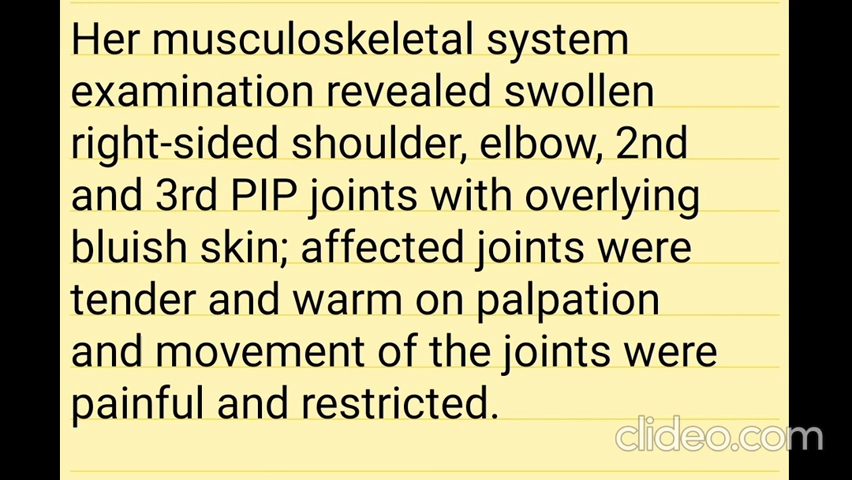 Her musculoskeletal system
examination revealed swollen
right-sided shoulder, elbow, 2nd
and 3rd PIP joints with overlying
bluish skin; affected joints were
tender and warm on palpation
and movement of the joints were
painful and restricted.
clideo.com